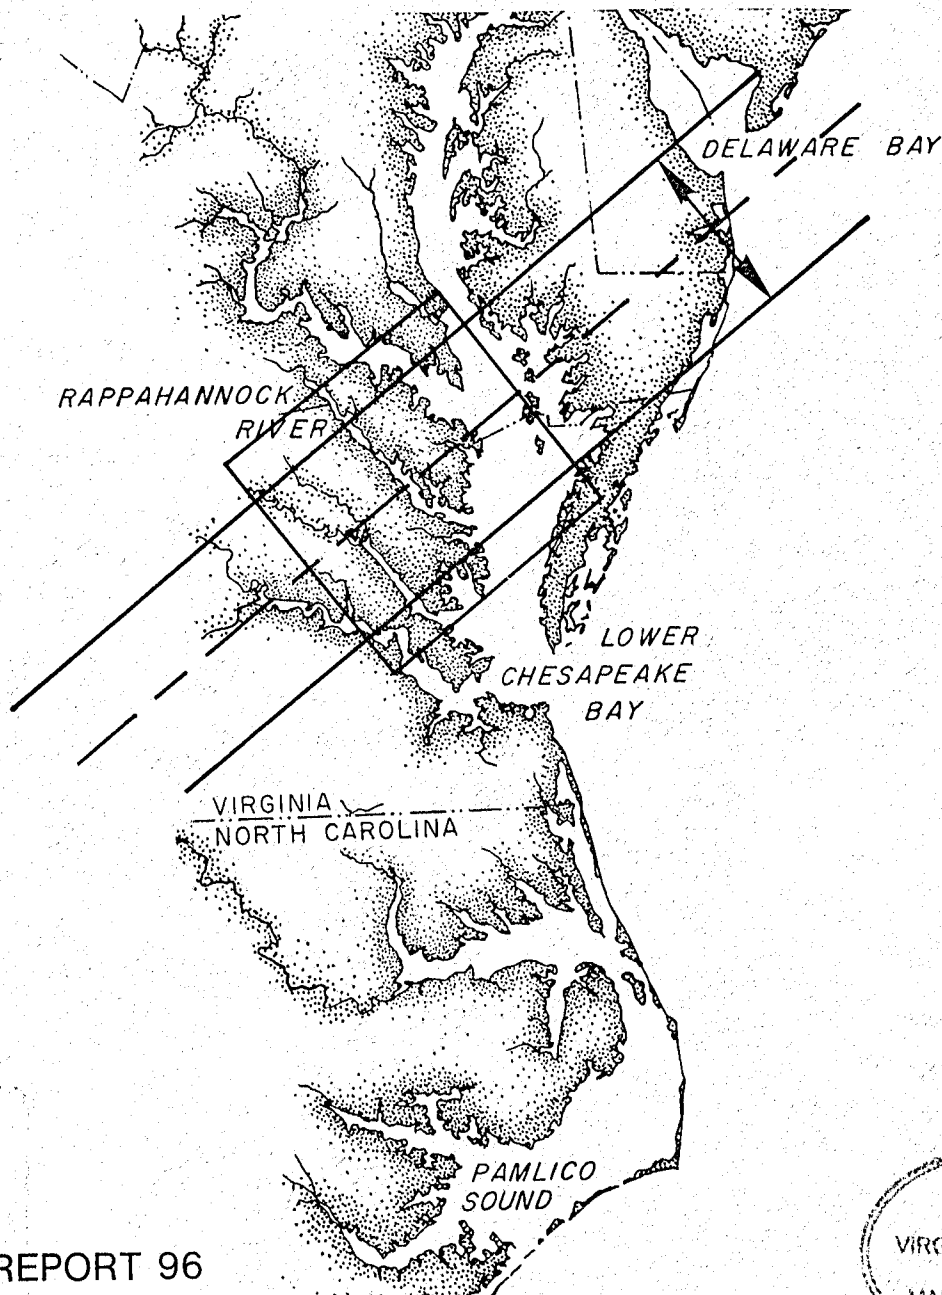 DELAWARE BAY
RAPPAHANNOCK
RIVER
LOWER
CHESAPEAKE
BAY
VIRGINIA
NORTH CAROLINA
PAMLICO
SOUND
REPORT 96